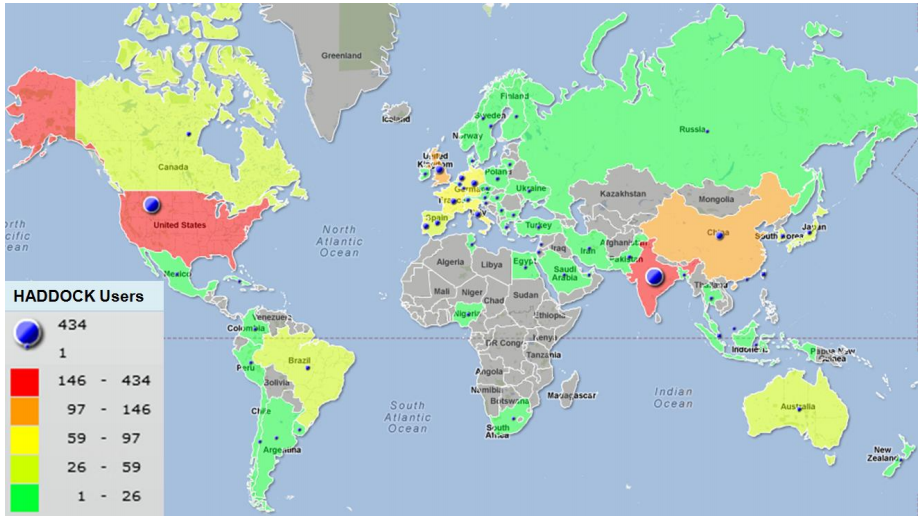 Greenland
Iceland
Finland
Sweden
Norway
Russia
United
Kingdom
Poland
Canada
Germa
Ukraine
Kazakhstan
Mongolia
France
Spain
Italy
Turkey
North
Pacific
Ocean
United States
North
Atlantic
Ocean
China
South Korea
Japan
Afghanistan
Iraq
Iran
Pakistan
Algeria
Libya
Egypt
Saudi
Arabia
Mexico
Mali
Niger
Chad
Sudan
Thailand
HADDOCK Users
434
1
146 - 434
97 - 146
59 - 97
26 - 59
1 - 26
Venezuela
Colombia
Nigeria
Ethiopia
DR Congo
Kenya
Tanzania
Indonesia
Papua New
Guinea
Peru
Brazil
Bolivia
Angola
Namibia
Botswana
Madagascar
Indian
Ocean
South
Atlantic
Ocean
Chile
Argentina
South
Africa
Australia
New
Zealand